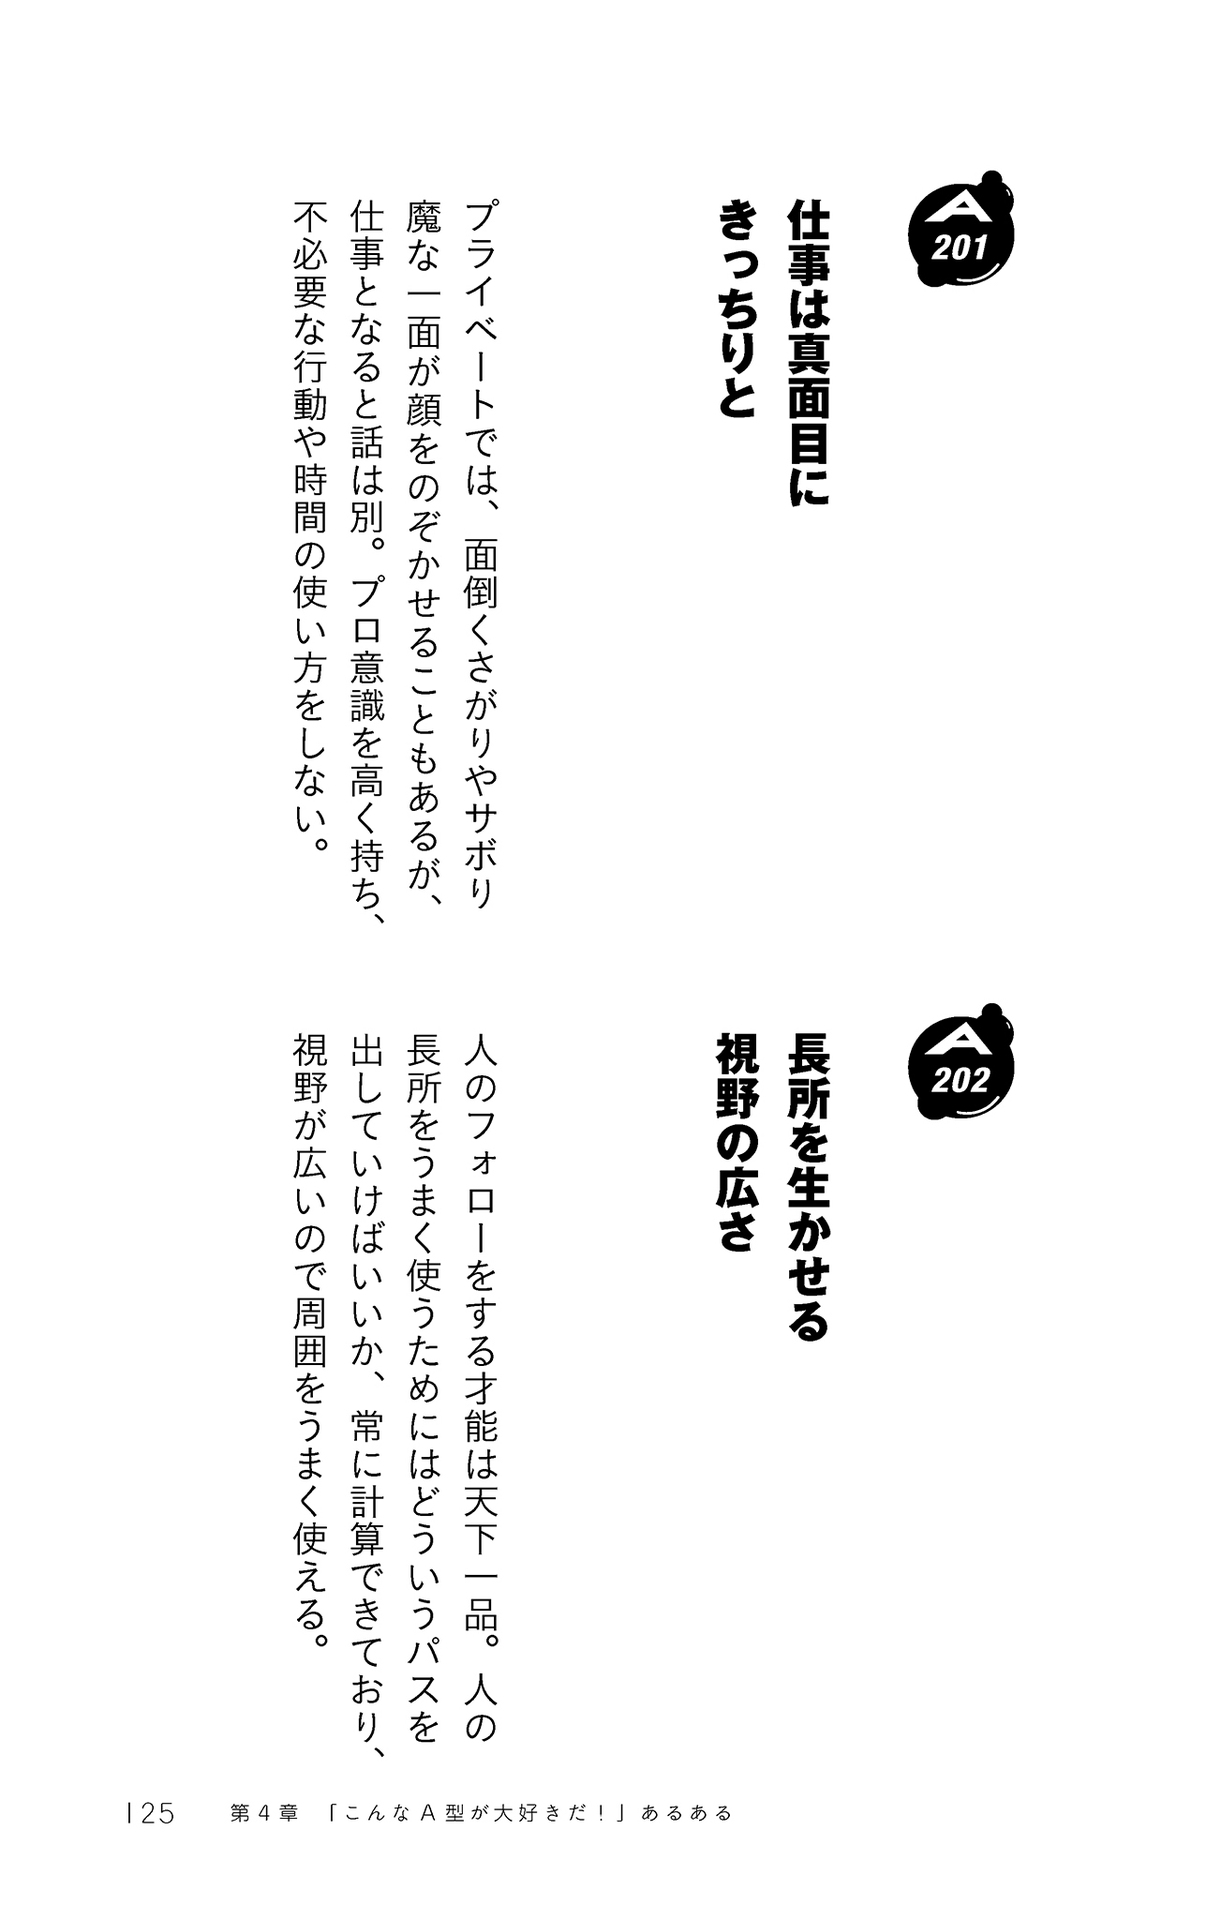 A
201
仕事は真面目に
きっちりと
プライベートでは、面倒くさがりやサボり
魔な一面が顔をのぞかせることもあるが、
仕事となると話は別。プロ意識を高く持ち、
不必要な行動や時間の使い方をしない。
A
202
長所を生かせる
視野の広さ
人のフォローをする才能は天下一品。人の
長所をうまく使うためにはどういうパスを
出していけばいいか、常に計算できており、
視野が広いので周囲をうまく使える。
125 第4章 「こんなA型が大好きだ！」あるある